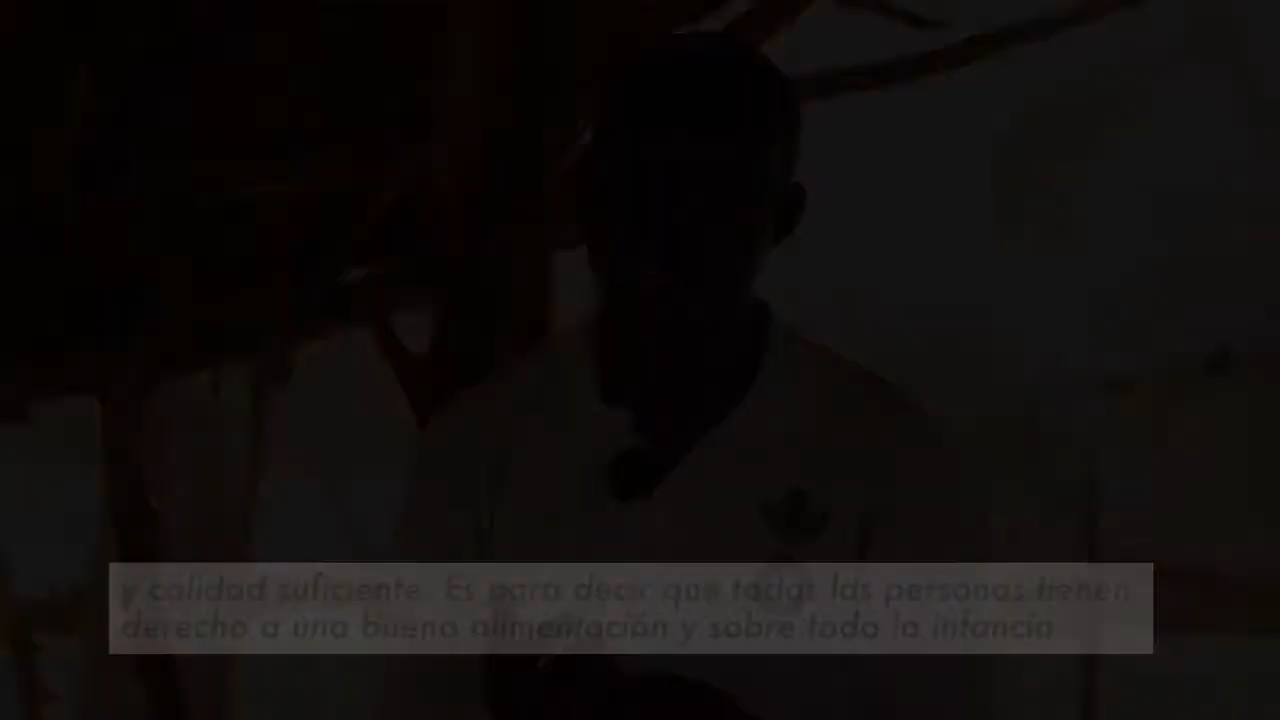 y calidad suficiente. Es para decir que todas las personas tienen
derecho a una buena alimentación y sobre todo la infancia